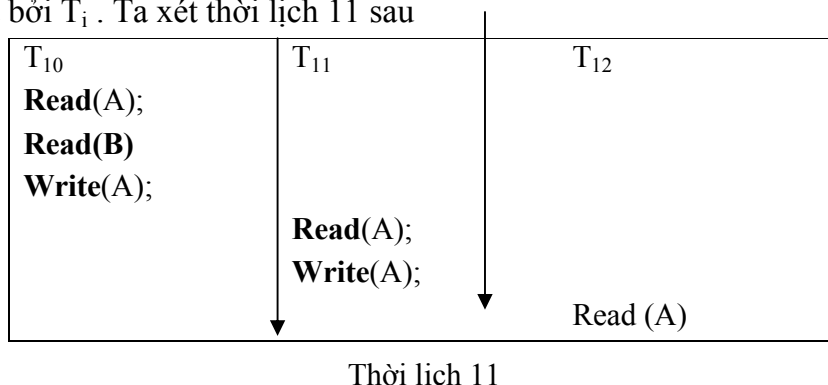 bởi Ti . Ta xét thời lịch 11 sau
T10 T11 T12
Read(A);
Read(B)
Write(A);
Read(A);
Write(A);
Read (A)
Thời lịch 11